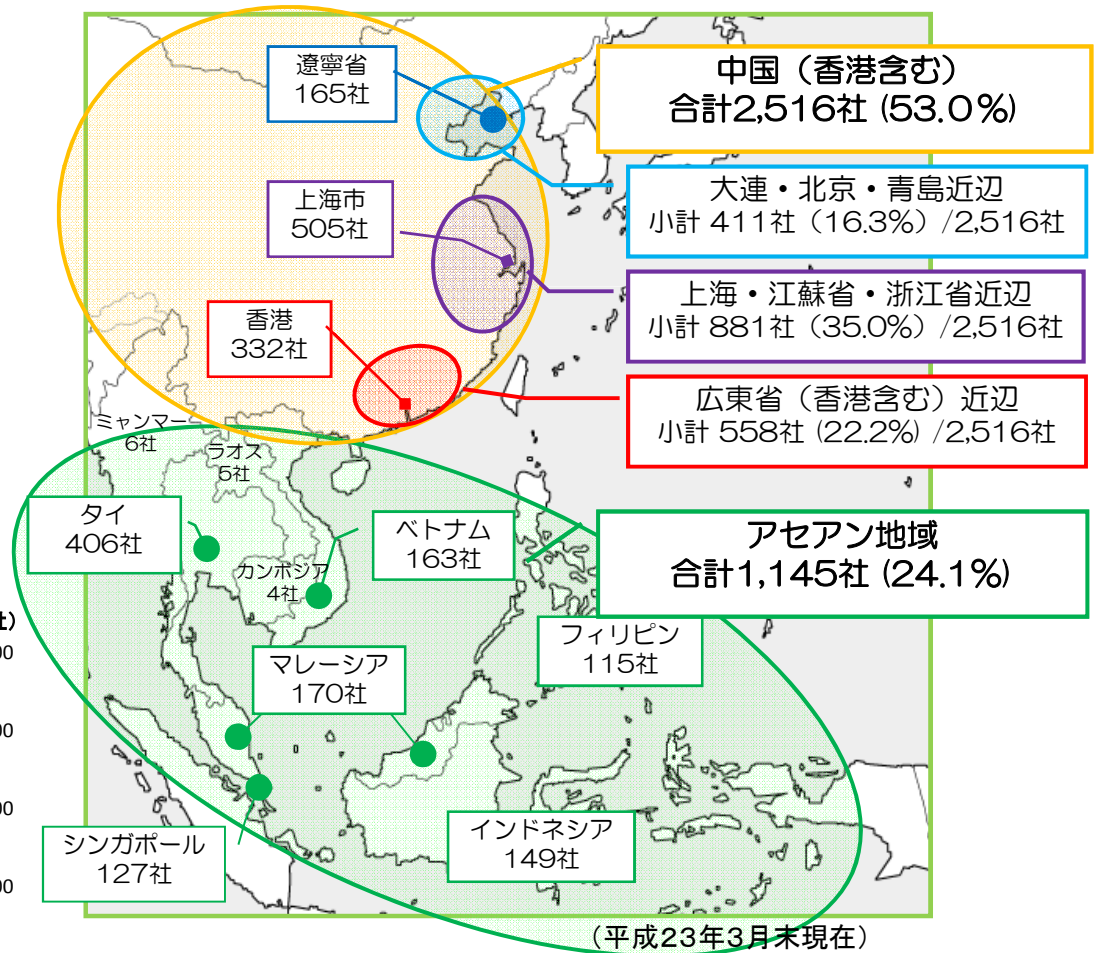 遼寧省
165社
中国（香港含む）
合計2,516社 (53.0%)
大連・北京・青島近辺
小計 411社（16.3%）/2,516社
上海市
505社
上海・江蘇省・浙江省近辺
小計 881社（35.0%）/2,516社
香港
332社
広東省（香港含む）近辺
小計 558社 (22.2%) /2,516社
ミャンマー
6社
ラオス
5社
タイ
406社
ベトナム
163社
アセアン地域
合計1,145社 (24.1%)
カンボジア
4社
フィリピン
115社
マレーシア
170社
シンガポール
127社
インドネシア
149社
社)
00
00
00
00
（平成23年3月末現在）